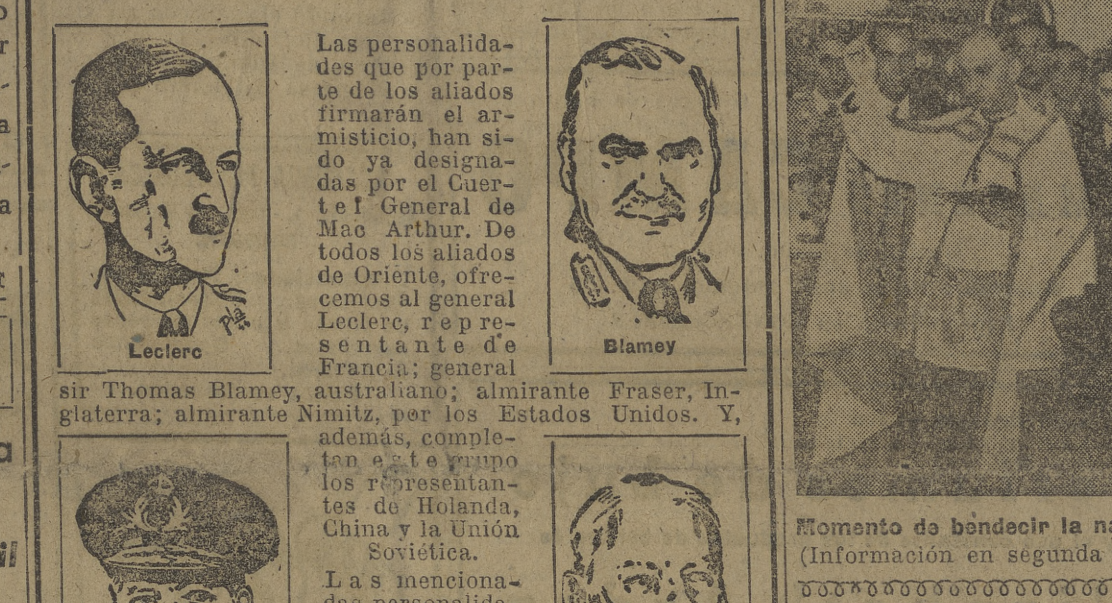 Las personalida-
des que por par-
te de los aliados
firmarán el ar-
misticio, han si-
do ya designa-
das por el Cuer-
tel General de
Mac Arthur. De
todos los aliados
de Oriente, ofre-
cemos al general
Leclerc, repre-
sentante de
Francia; general
sir Thomas Blamey, australiano; almirante Fraser, In-
glaterra; almirante Nimitz, por los Estados Unidos. Y,
además, comple-
tan este grupo
los representan-
tes de Holanda,
China y la Unión
Soviética.
Las menciona-
das personalida-
Pla
Leclerc
Blamey
Momento de bendecir la
(Información en segunda